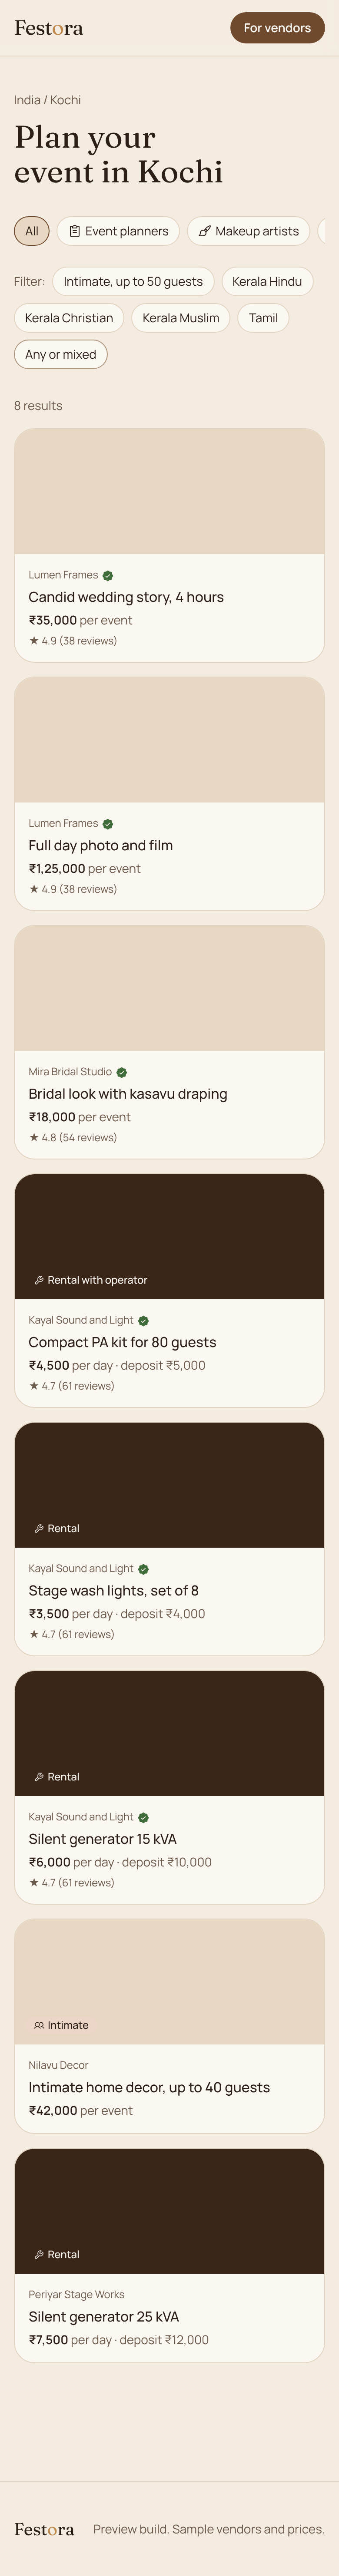 Festora
For vendors
India / Kochi
Plan your
event in Kochi
All
Event planners
Makeup artists
Filter:
Intimate, up to 50 guests
Kerala Hindu
Kerala Christian
Kerala Muslim
Tamil
Any or mixed
8 results
Lumen Frames
Candid wedding story, 4 hours
₹35,000 per event
★ 4.9 (38 reviews)
Lumen Frames
Full day photo and film
₹1,25,000 per event
★ 4.9 (38 reviews)
Mira Bridal Studio
Bridal look with kasavu draping
₹18,000 per event
★ 4.8 (54 reviews)
Rental with operator
Kayal Sound and Light
Compact PA kit for 80 guests
₹4,500 per day · deposit ₹5,000
★ 4.7 (61 reviews)
Rental
Kayal Sound and Light
Stage wash lights, set of 8
₹3,500 per day · deposit ₹4,000
★ 4.7 (61 reviews)
Rental
Kayal Sound and Light
Silent generator 15 kVA
₹6,000 per day · deposit ₹10,000
★ 4.7 (61 reviews)
Intimate
Nilavu Decor
Intimate home decor, up to 40 guests
₹42,000 per event
Rental
Periyar Stage Works
Silent generator 25 kVA
₹7,500 per day · deposit ₹12,000
Festora
Preview build. Sample vendors and prices.